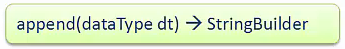 append(dataType dt) → StringBuilder